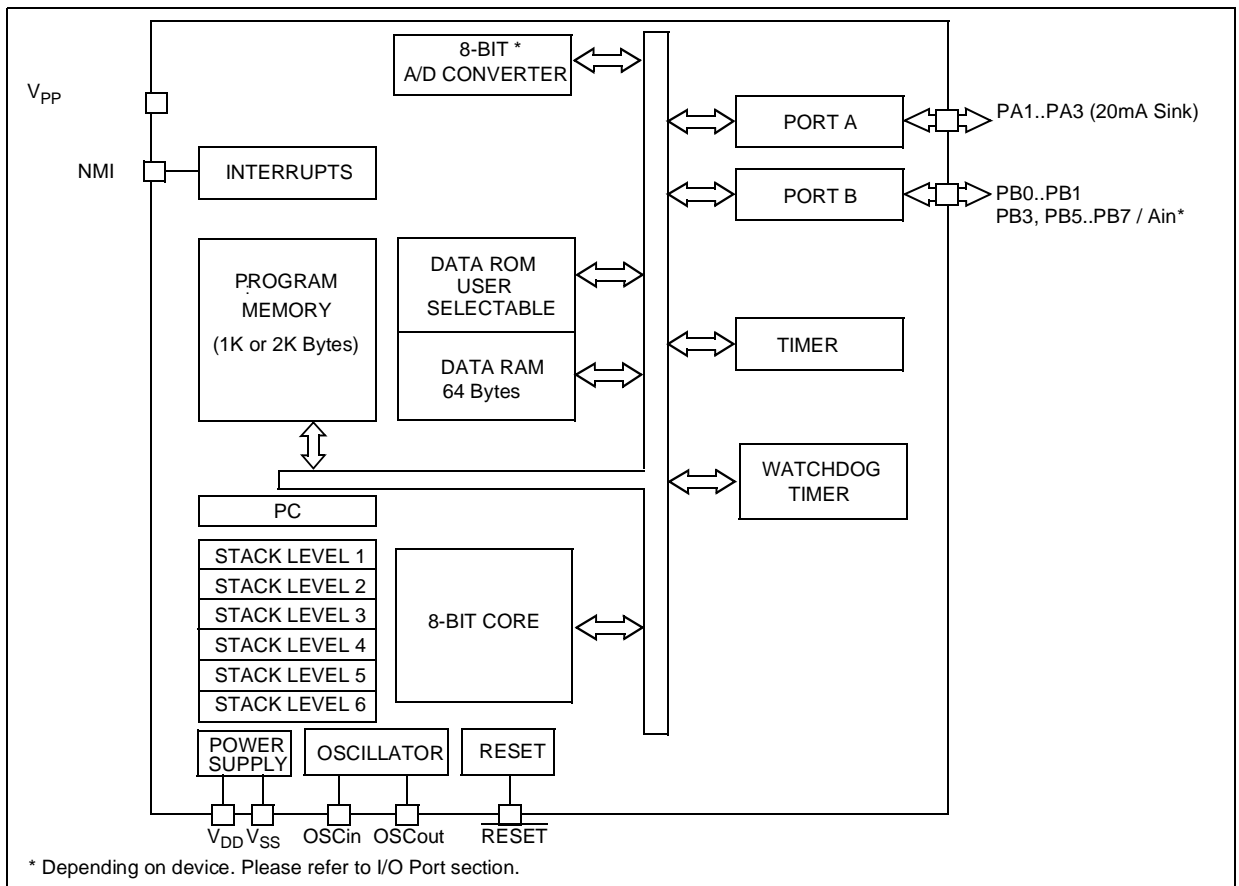 8-BIT *
A/D CONVERTER
VPP
PORT A
PA1..PA3 (20mA Sink)
NMI
INTERRUPTS
PORT B
PB0..PB1
PB3, PB5..PB7 / Ain*
PROGRAM
:
MEMORY
(1K or 2K Bytes)
DATA ROM
USER
SELECTABLE
DATA RAM
64 Bytes
TIMER
WATCHDOG
TIMER
PC
STACK LEVEL 1
STACK LEVEL 2
STACK LEVEL 3
STACK LEVEL 4
STACK LEVEL 5
STACK LEVEL 6
8-BIT CORE
POWER
SUPPLY
OSCILLATOR
RESET
VDD VSS OSCin OSCout RESET
* Depending on device. Please refer to I/O Port section.